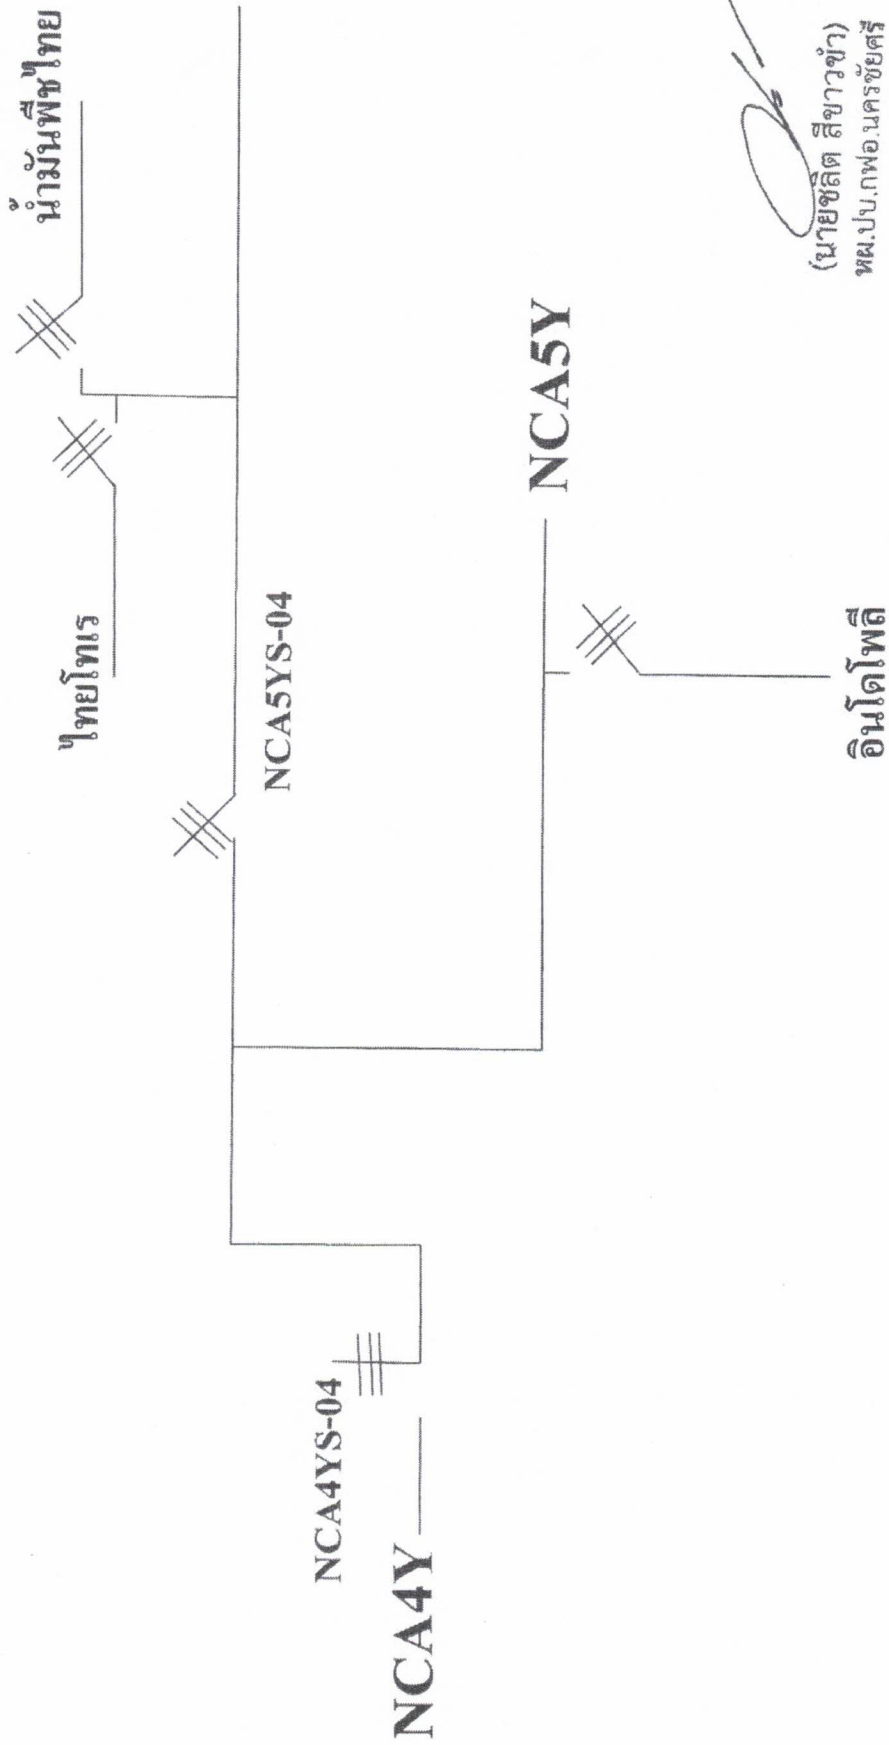 น้ำมันพืชไทย
ไทยโทเร
NCA5YS-04
NCA4YS-04
NCA4Y
NCA5Y
อินโดโพลี
(นายชลิต สีขาวขำ)
หผ.ปบ.กฟอ.นครชัยศรี